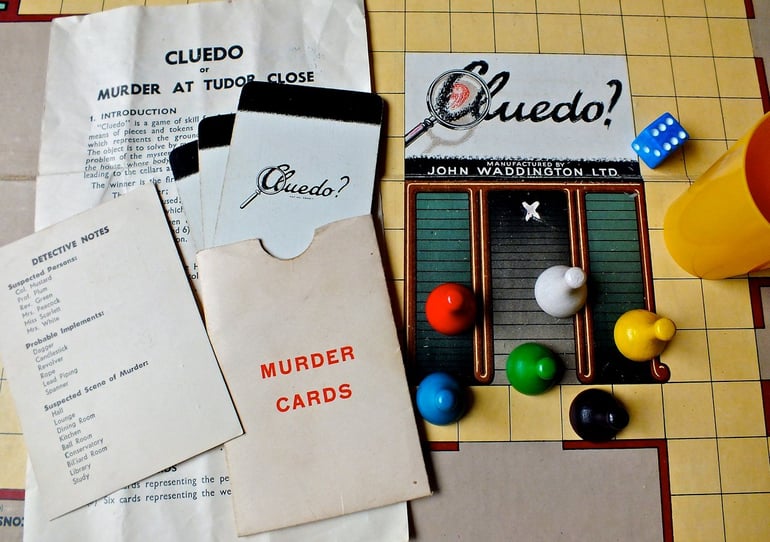 CLUEDO
or
MURDER AT TUDOR CLOSE
1. INTRODUCTION
"Cluedo" is a game of skill f
means of pieces and tokens
which represents the ground
The object is to solve by
problem of the myste
the house, whose body
leading to the cellars a
The winner is the fir
Cluedo?
DETECTIVE NOTES
Suspected Persons:
Col. Mustard
Prof. Plum
Rev. Green
Mrs. Peacock
Miss Scarlett
Mrs. White
Probable Implements:
Dagger
Candlestick
Revolver
Rope
Lead Piping
Spanner
Suspected Scene of Murder:
Hall
Lounge
Dining Room
Kitchen
Ball Room
Conservatory
Billiard Room
Library
Study
MURDER
CARDS
rds representing the pe
Six cards representing the we
Cluedo?
MANUFACTURED BY
JOHN WADDINGTON LTD.
X